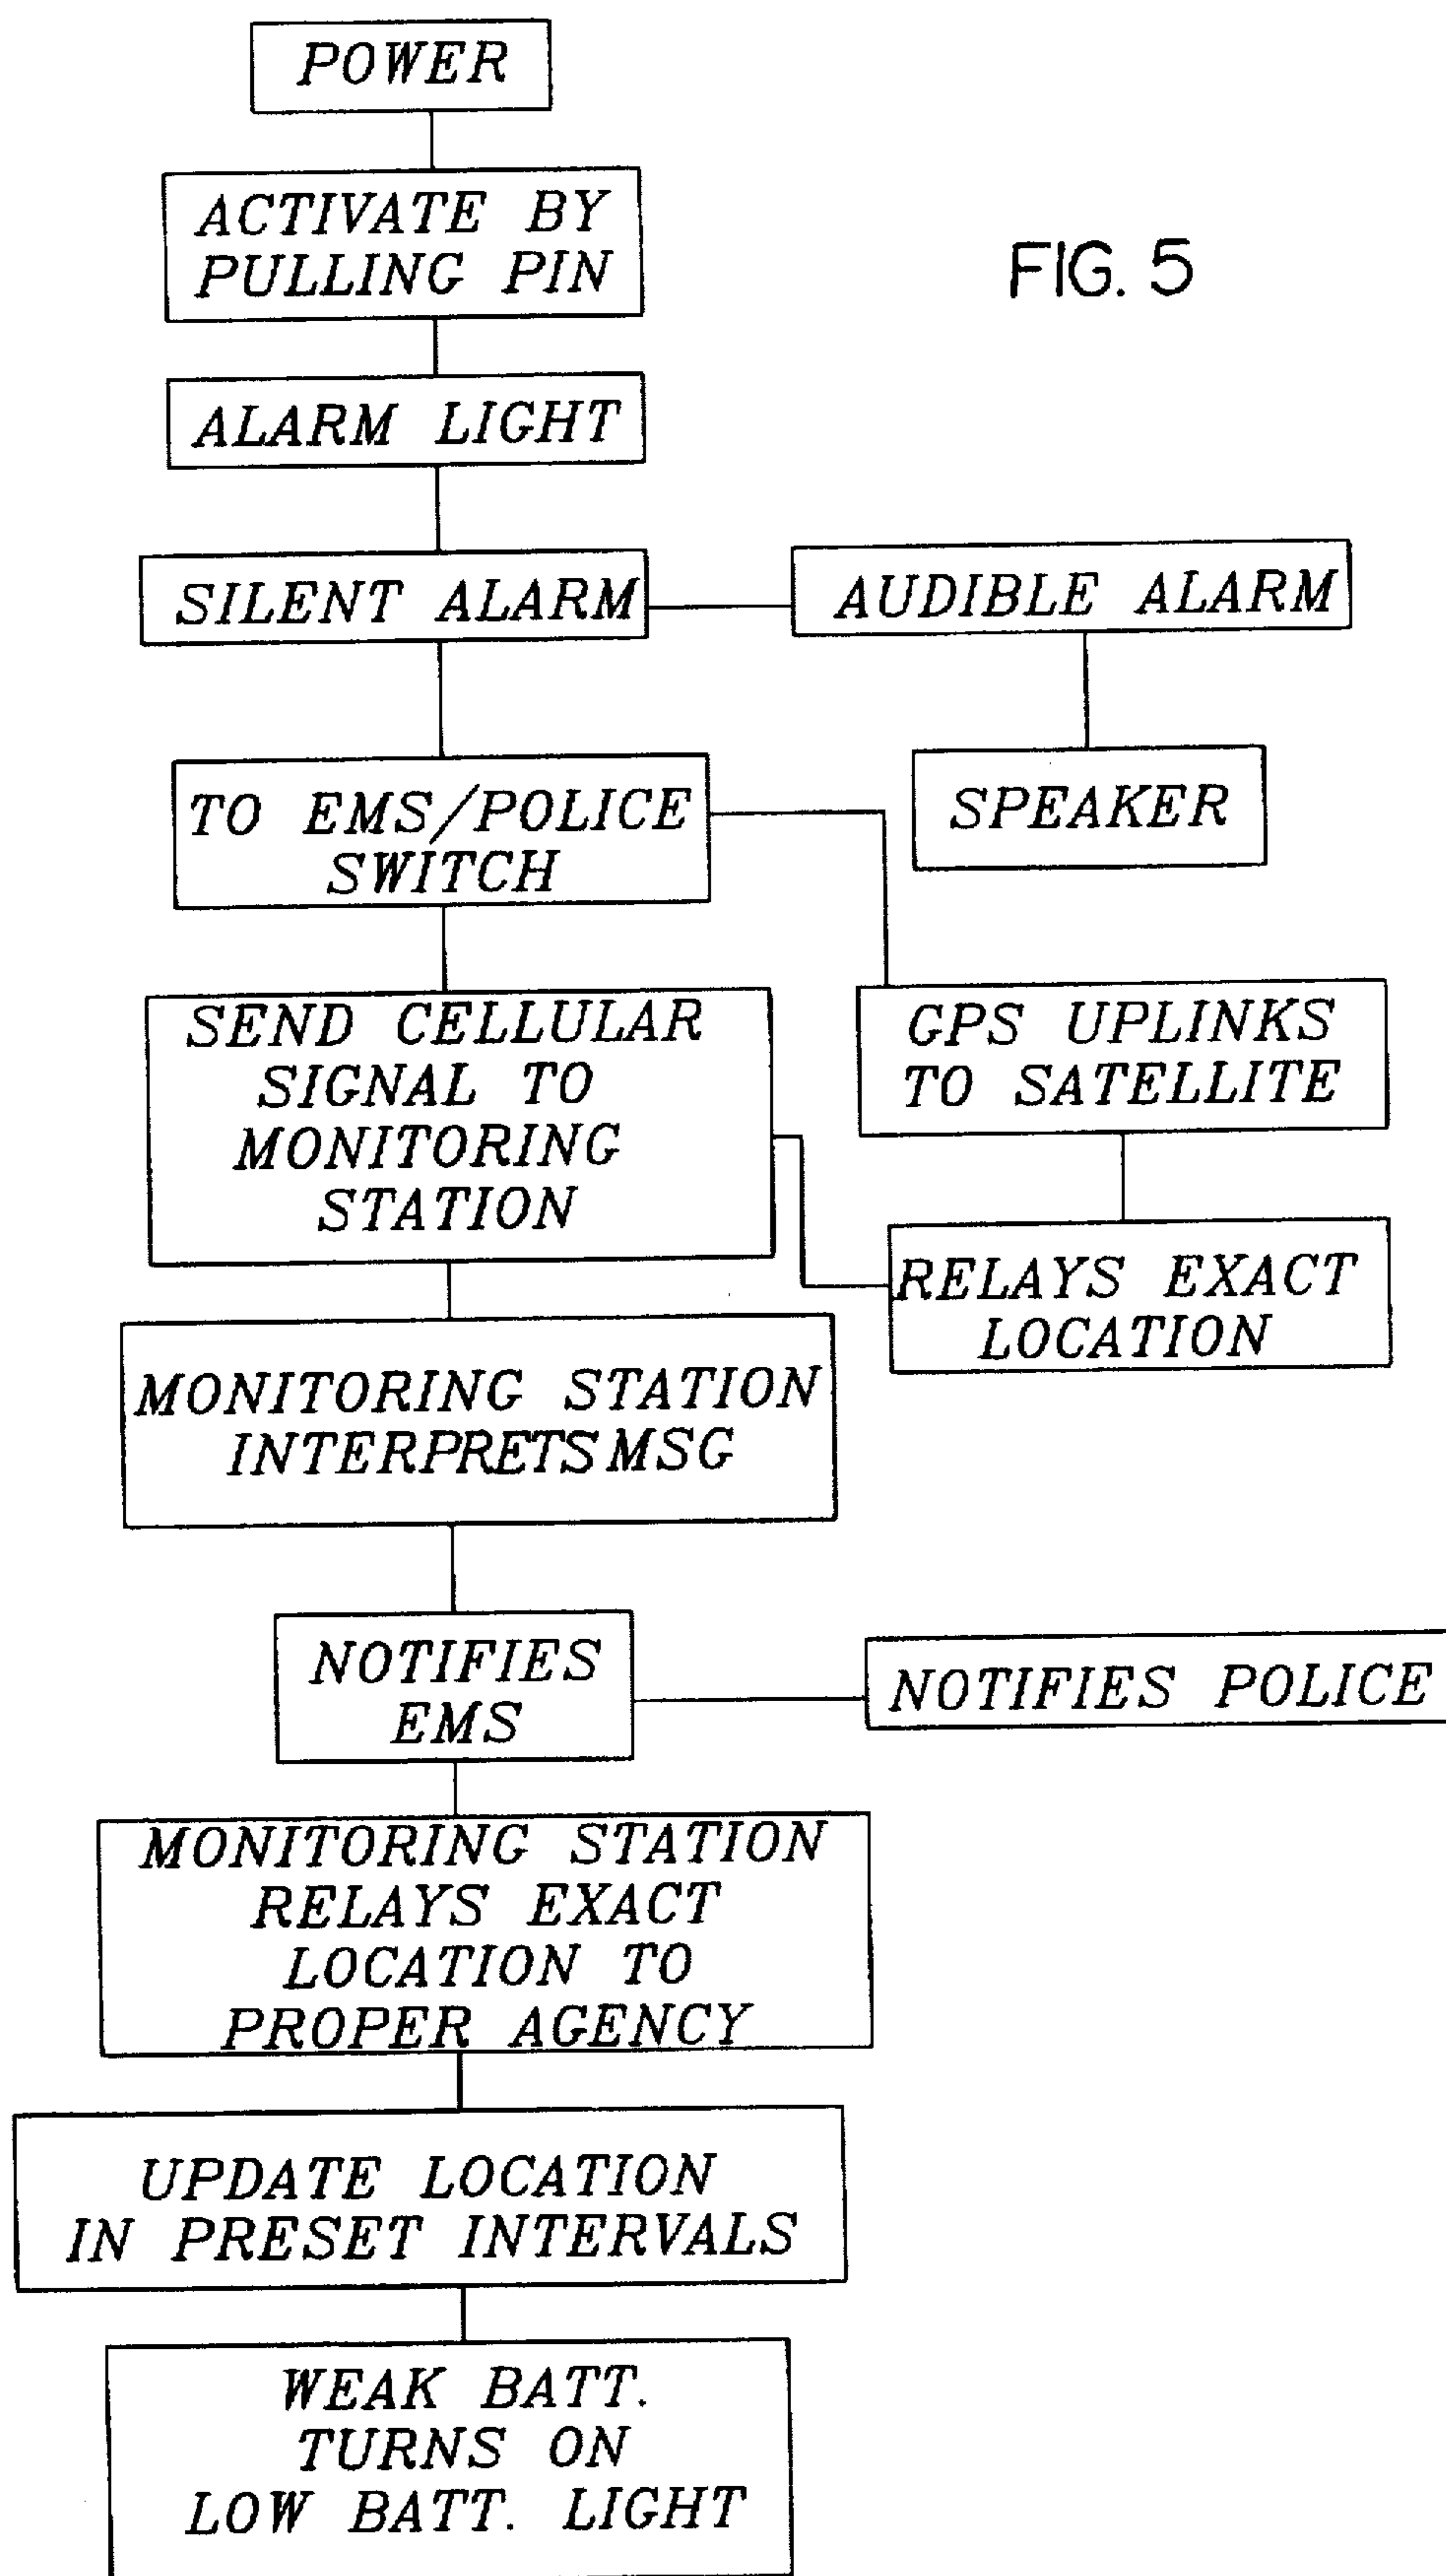 POWER
ACTIVATE BY
PULLING PIN
FIG. 5
ALARM LIGHT
SILENT ALARM
AUDIBLE ALARM
TO EMS/POLICE
SWITCH
SPEAKER
SEND CELLULAR
SIGNAL TO
MONITORING
STATION
GPS UPLINKS
TO SATELLITE
RELAYS EXACT
LOCATION
MONITORING STATION
INTERPRETS MSG
NOTIFIES
EMS
NOTIFIES POLICE
MONITORING STATION
RELAYS EXACT
LOCATION TO
PROPER AGENCY
UPDATE LOCATION
IN PRESET INTERVALS
WEAK BATT.
TURNS ON
LOW BATT. LIGHT